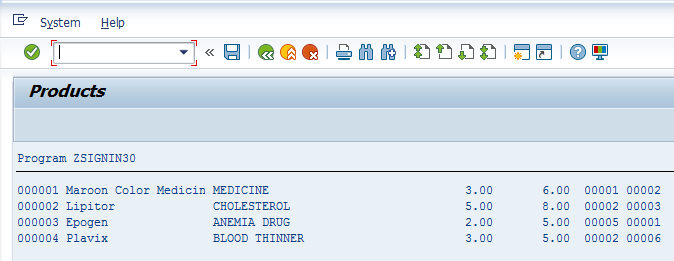 System Help
Products
Program ZSIGNIN30
000001 Maroon Color Medicin MEDICINE 3.00 6.00 00001 00002
000002 Lipitor CHOLESTEROL 5.00 8.00 00002 00003
000003 Epogen ANEMIA DRUG 2.00 5.00 00005 00001
000004 Plavix BLOOD THINNER 3.00 5.00 00002 00006